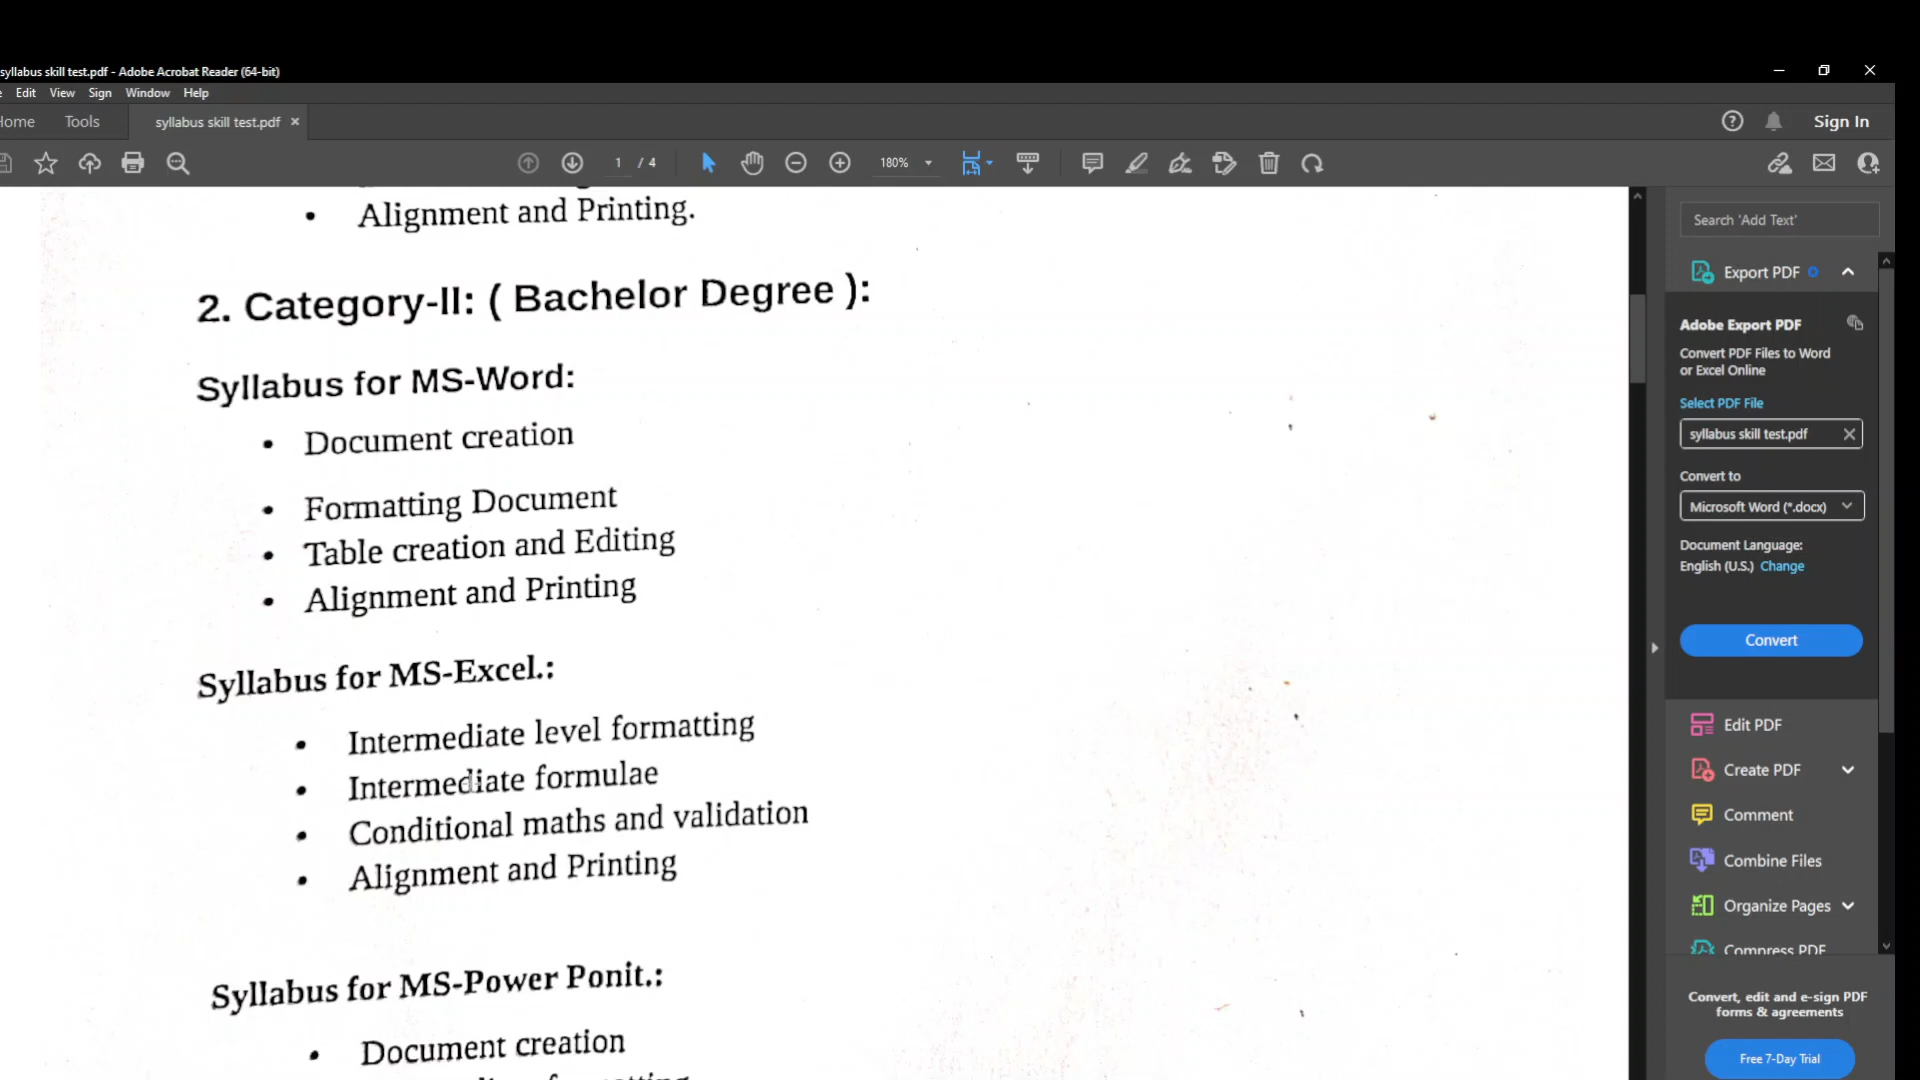 syllabus skill test.pdf - Adobe Acrobat Reader (64-bit)
Edit View Sign Window Help
Tools syllabus skill test.pdf Sign In
1 / 4 180%
Alignment and Printing.
2. Category-II: ( Bachelor Degree ):
Syllabus for MS-Word:
• Document creation
• Formatting Document
• Table creation and Editing
• Alignment and Printing
Syllabus for MS-Excel.:
• Intermediate level formatting
• Intermediate formulae
• Conditional maths and validation
• Alignment and Printing
Syllabus for MS-Power Ponit.:
• Document creation
Search 'Add Text'
Export PDF
Adobe Export PDF
Convert PDF Files to Word
or Excel Online
Select PDF File
syllabus skill test.pdf
Convert to
Microsoft Word (*.docx)
Document Language:
English (U.S.) Change
Convert
Edit PDF
Create PDF
Comment
Combine Files
Organize Pages
Compress PDF
Convert, edit and e-sign PDF
forms & agreements
Free 7-Day Trial